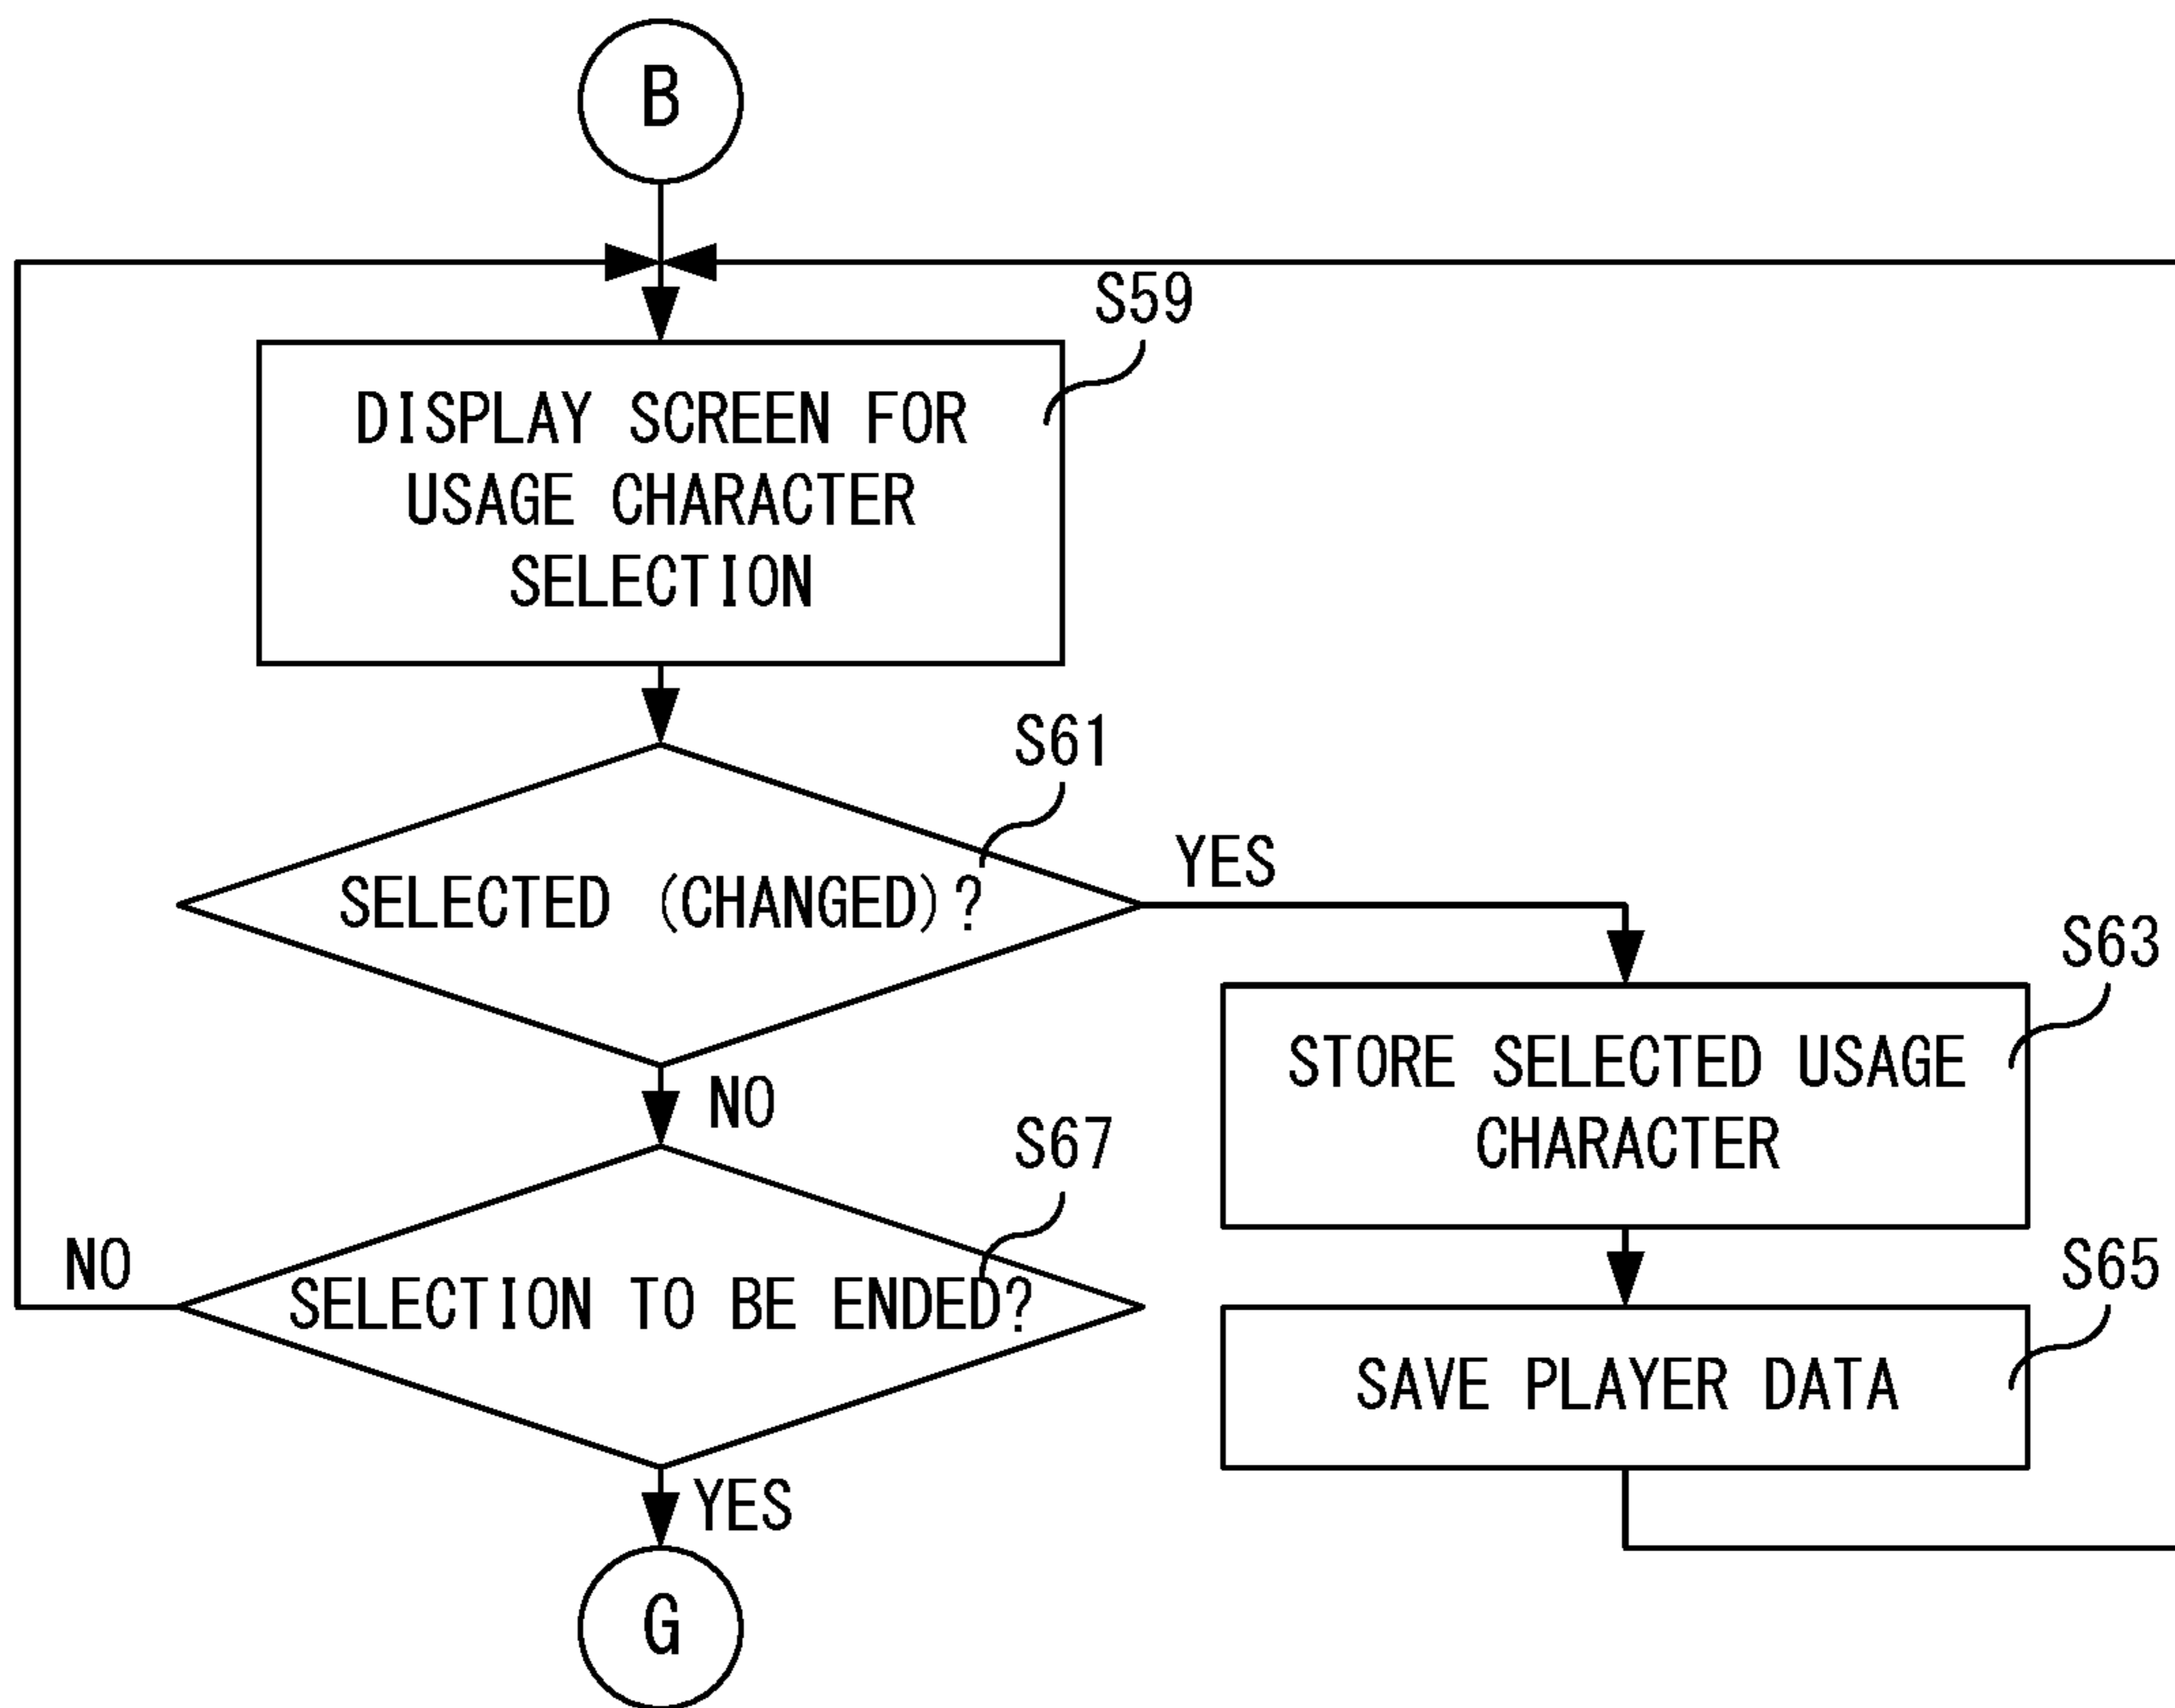 B
S59
DISPLAY SCREEN FOR
USAGE CHARACTER
SELECTION
S61
SELECTED (CHANGED)?
YES
NO
S63
STORE SELECTED USAGE
CHARACTER
S67
SELECTION TO BE ENDED?
NO
YES
S65
SAVE PLAYER DATA
G